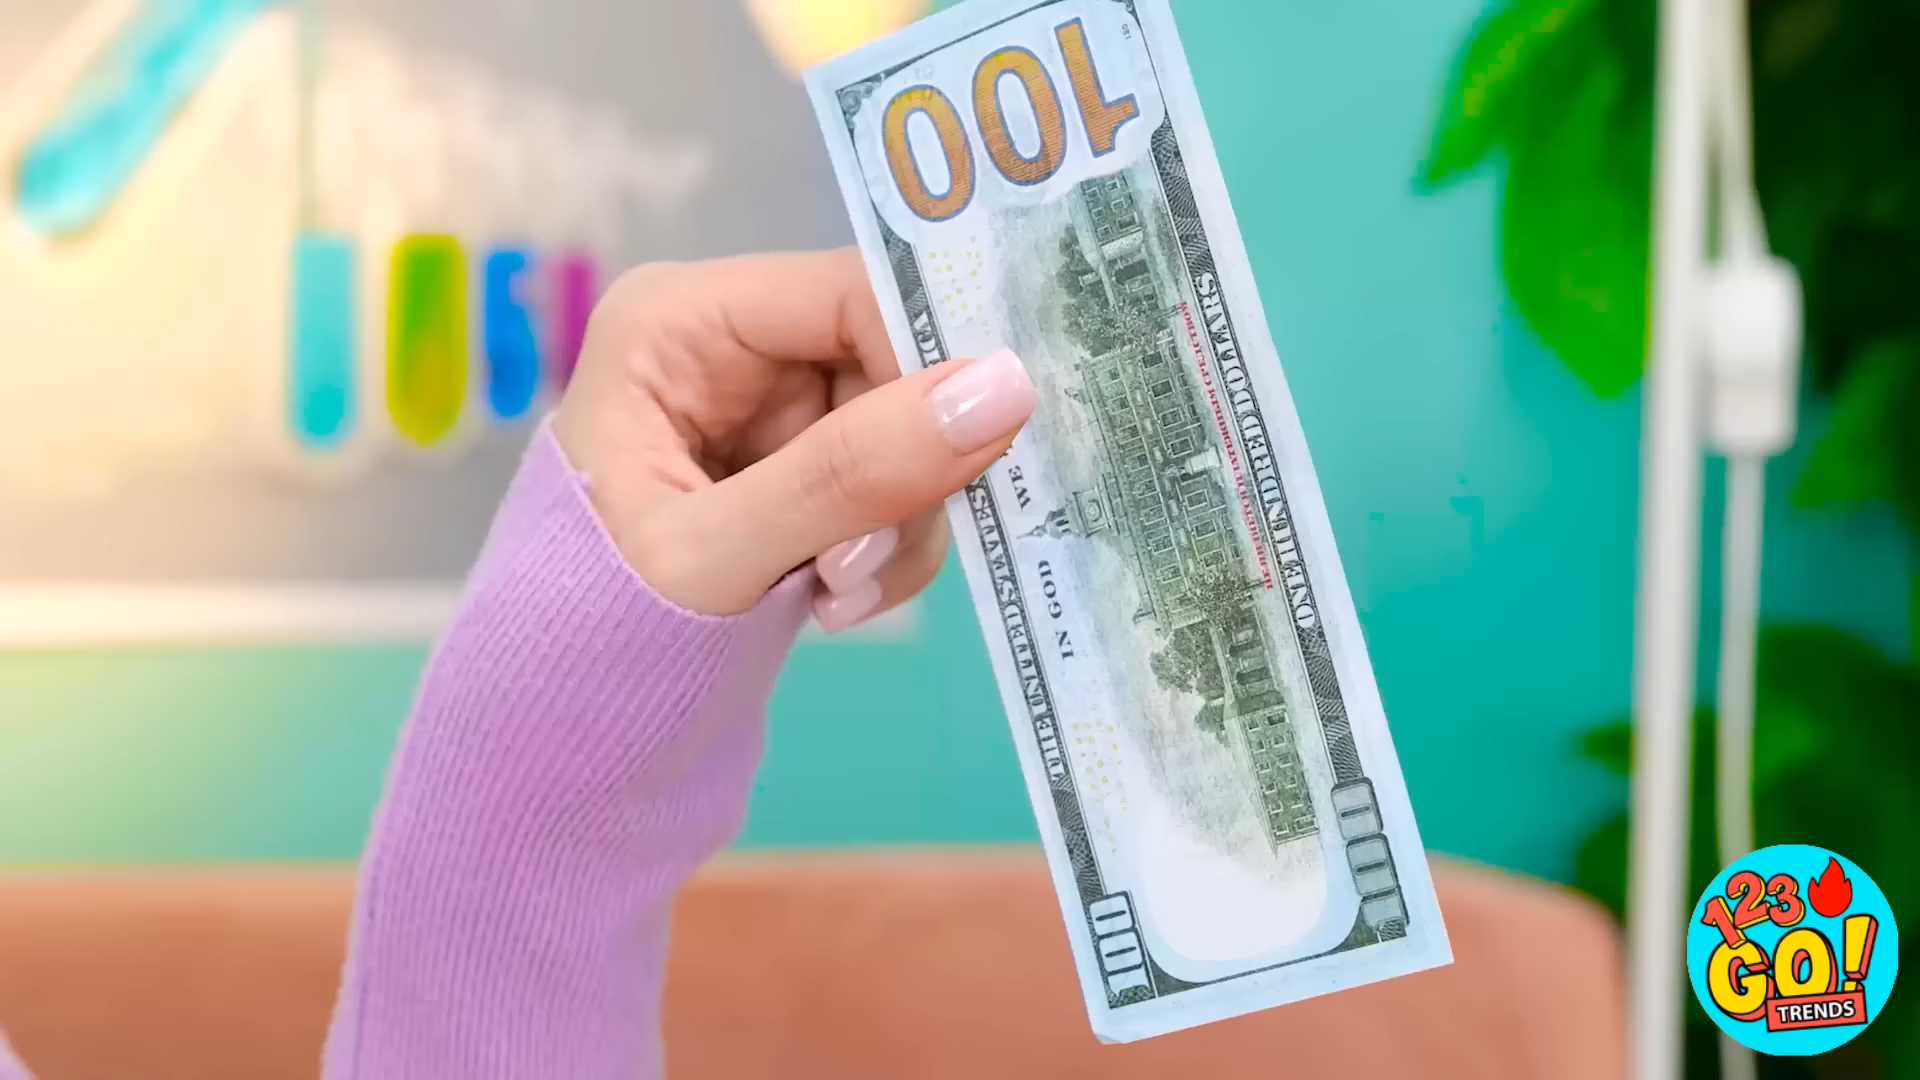 100
THE UNITED STATES
IN GOD WE
ONE HUNDRED DOLLARS
100
100
123
GO!
TRENDS